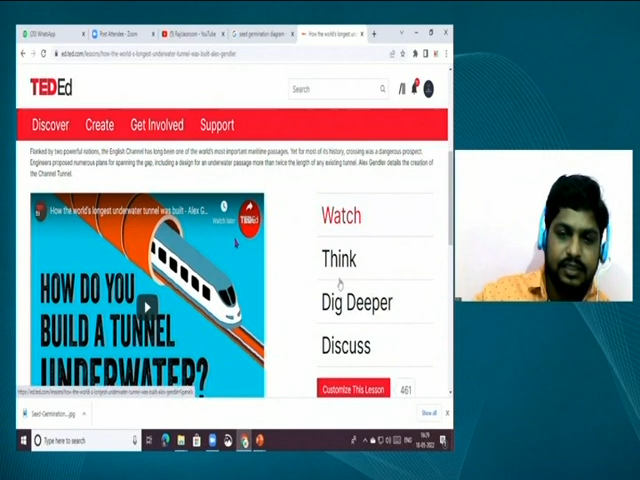 (20) WhatsApp
Post Attendee - Zoom
(1) Rajclassroom - YouTube
seed germination diagram
How the world's longest un
ed.ted.com/lessons/how-the-world-s-longest-underwater-tunnel-was-built-alex-gendler
TEDEd
Search
Discover
Create
Get Involved
Support
Flanked by two powerful nations, the English Channel has long been one of the world's most important maritime passages. Yet for most of its history, crossing was a dangerous prospect.
Engineers proposed numerous plans for spanning the gap, including a design for an underwater passage more than twice the length of any existing tunnel. Alex Gendler details the creation of
the Channel Tunnel.
How the world's longest underwater tunnel was built - Alex G...
Watch later
TEDEd
HOW DO YOU
BUILD A TUNNEL
UNDERWATER?
Watch
Think
Dig Deeper
Discuss
Customize This Lesson
461
Seed-Germination....jpg
Show all
Type here to search
ENG